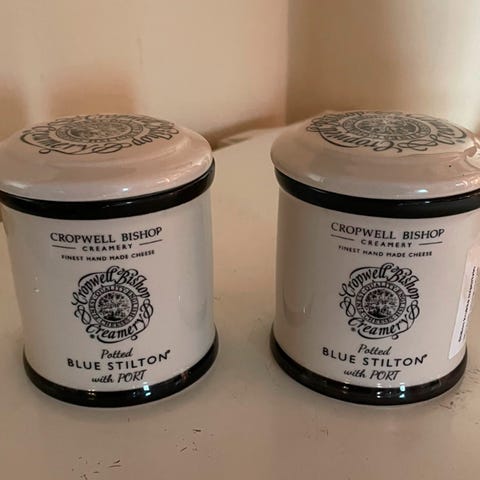 CROPWELL BISHOP
CREAMERY
FINEST HAND MADE CHEESE
Cropwell Bishop
Creamery
Potted
BLUE STILTON®
with PORT
CROPWELL BISHOP
CREAMERY
FINEST HAND MADE CHEESE
Cropwell Bishop
Creamery
Potted
BLUE STILTON®
with PORT